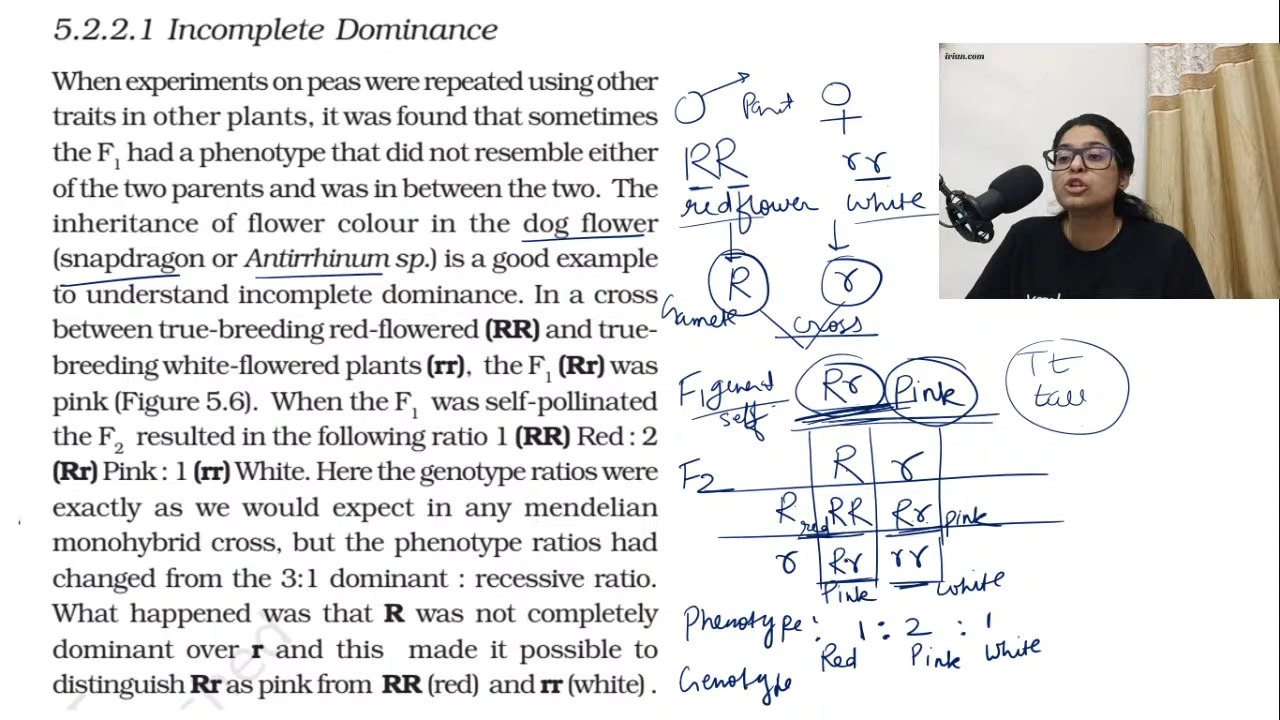 5.2.2.1 Incomplete Dominance
When experiments on peas were repeated using other
traits in other plants, it was found that sometimes
the F1 had a phenotype that did not resemble either
of the two parents and was in between the two. The
inheritance of flower colour in the dog flower
(snapdragon or Antirrhinum sp.) is a good example
to understand incomplete dominance. In a cross
between true-breeding red-flowered (RR) and true-
breeding white-flowered plants (rr), the F1 (Rr) was
pink (Figure 5.6). When the F1 was self-pollinated
the F2 resulted in the following ratio 1 (RR) Red : 2
(Rr) Pink : 1 (rr) White. Here the genotype ratios were
exactly as we would expect in any mendelian
monohybrid cross, but the phenotype ratios had
changed from the 3:1 dominant : recessive ratio.
What happened was that R was not completely
dominant over r and this made it possible to
distinguish Rr as pink from RR (red) and rr (white) .
♂ Parent ♀
RR rr
red flower white
R r
Gamete cross
F1 generat Rr Pink
self
Tt
tall
F2 R r
R red RR Rr Pink
r Rr rr
Pink White
Phenotype: 1 : 2 : 1
Red Pink White
Genotype
iriun.com